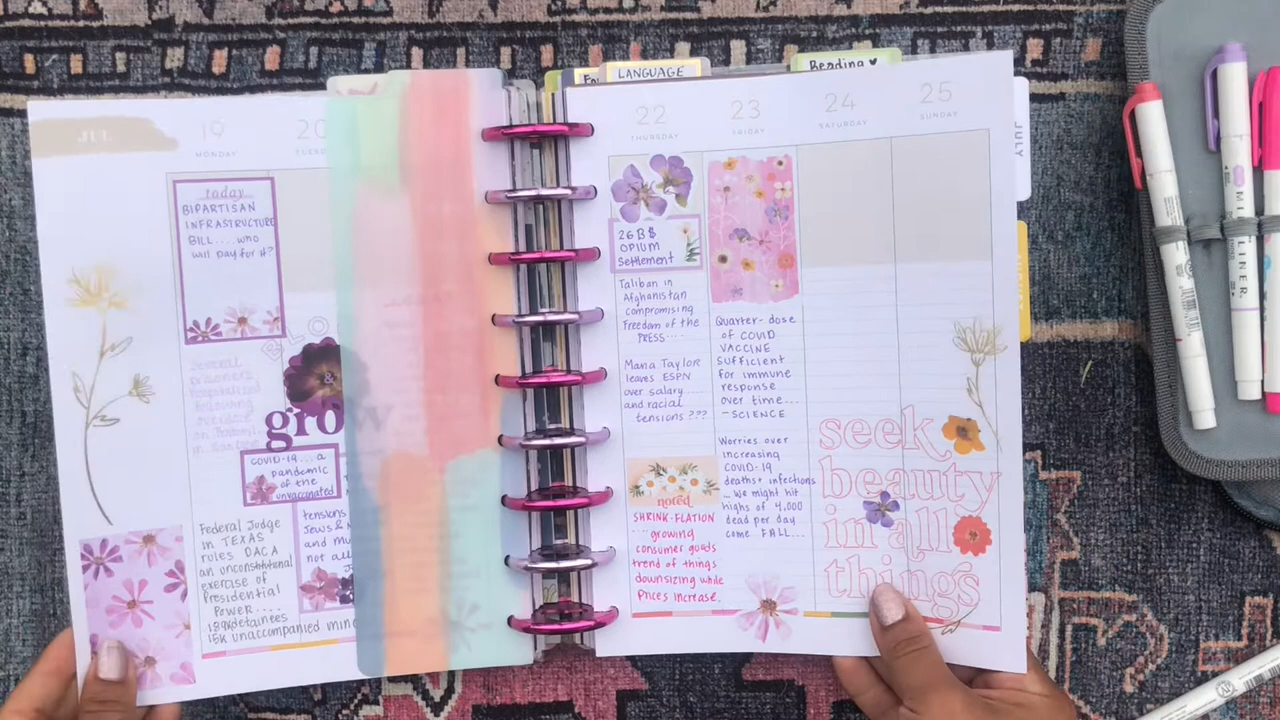 LANGUAGE
Reading
JULY
JUL
19
MONDAY
20
today
BIPARTISAN
INFRASTRUCTURE
BILL....who
will pay for it?
&
grow
COVID-19...a
pandemic
of the
unvaccinated
Federal Judge
in TEXAS
rules DACA
an unconstitutional
exercise of
Presidential
Power....
detainees
15K unaccompanied
tensions
Jews &
and
not all
22
THURSDAY
26 B$
OPIUM
Settlement
Taliban in
Afghanistan
compromising
Freedom of the
PRESS....
Maria Taylor
leaves ESPN
over salary....
and racial
tensions ???
noted
SHRINK-FLATION
....growing
consumer goods
trend of things
downsizing while
Prices increase.
23
FRIDAY
Quarter-dose
of COVID
VACCINE
Sufficient
for immune
response
over time...
-SCIENCE
Worries over
increasing
COVID-19
deaths + infections
...We might hit
highs of 4,000
dead per day
come FALL...
24
SATURDAY
25
SUNDAY
seek
beauty
in all
things